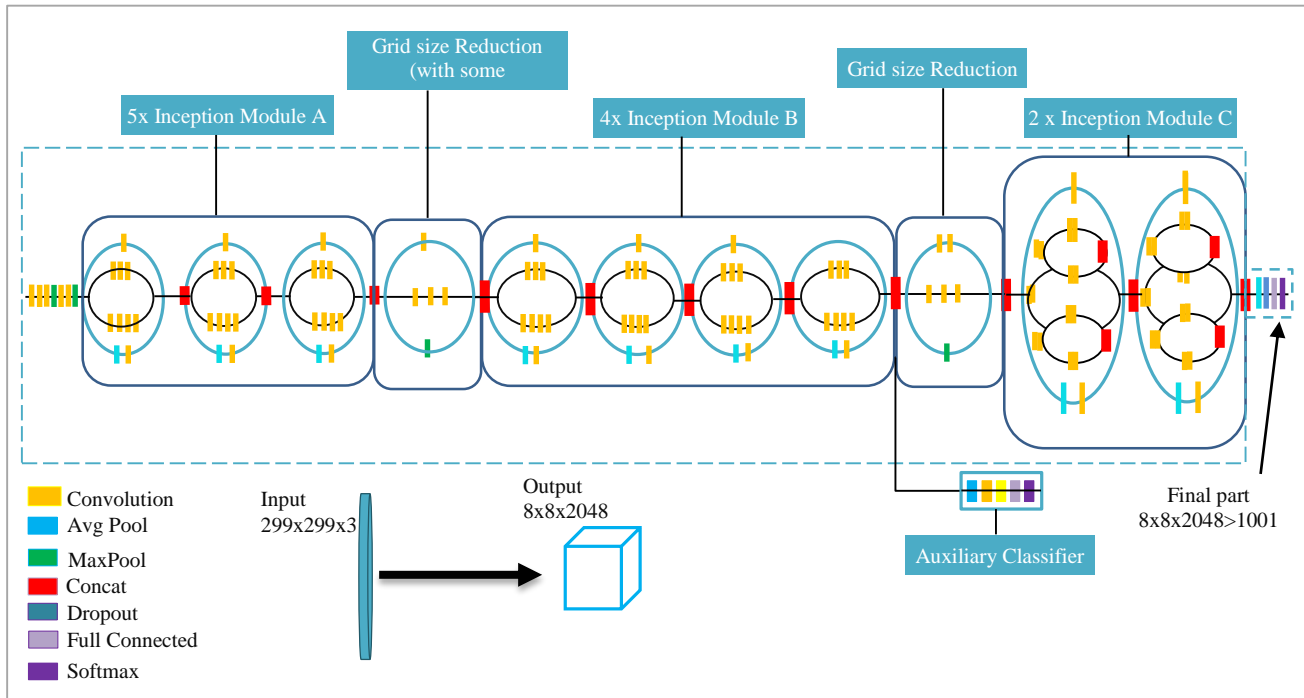 Grid size Reduction
(with some
Grid size Reduction
5x Inception Module A
4x Inception Module B
2 x Inception Module C
Convolution
Avg Pool
MaxPool
Concat
Dropout
Full Connected
Softmax
Input
299x299x3
Output
8x8x2048
Auxiliary Classifier
Final part
8x8x2048>1001